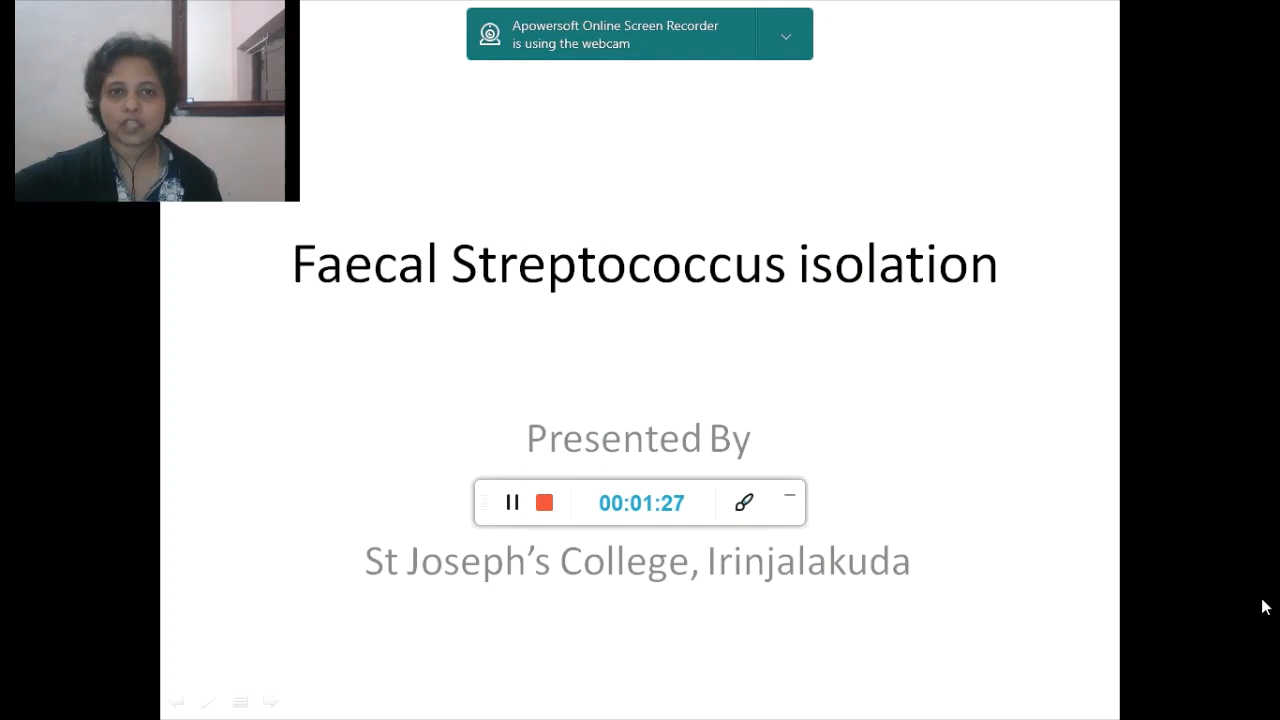 Apowersoft Online Screen Recorder
is using the webcam
Faecal Streptococcus isolation
Presented By
00:01:27
St Joseph's College, Irinjalakuda